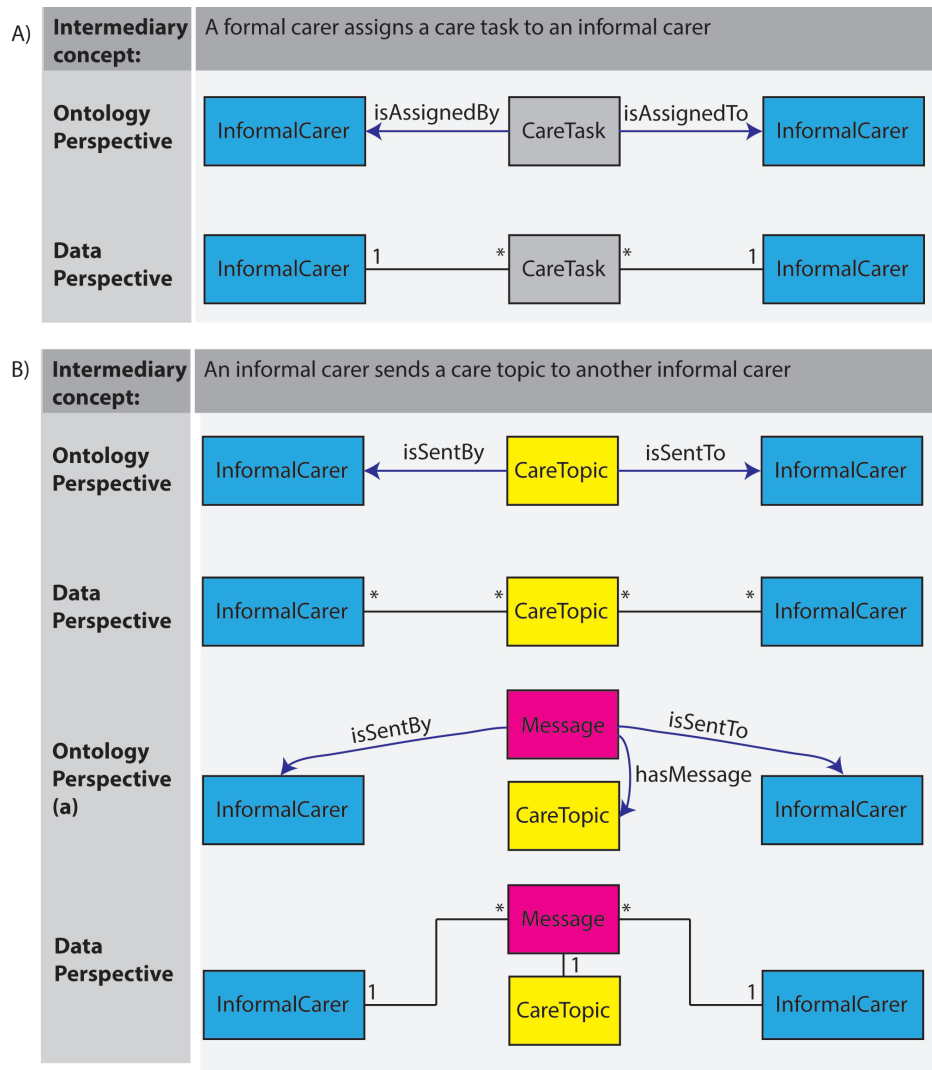 A)
Intermediary concept:
A formal carer assigns a care task to an informal carer
Ontology Perspective
InformalCarer
isAssignedBy
CareTask
isAssignedTo
InformalCarer
Data Perspective
InformalCarer
1
*
CareTask
*
1
InformalCarer
B)
Intermediary concept:
An informal carer sends a care topic to another informal carer
Ontology Perspective
InformalCarer
isSentBy
CareTopic
isSentTo
InformalCarer
Data Perspective
InformalCarer
*
*
CareTopic
*
*
InformalCarer
Ontology Perspective (a)
isSentBy
Message
isSentTo
hasMessage
InformalCarer
CareTopic
InformalCarer
Data Perspective
*
Message
*
1
InformalCarer
1
CareTopic
1
InformalCarer